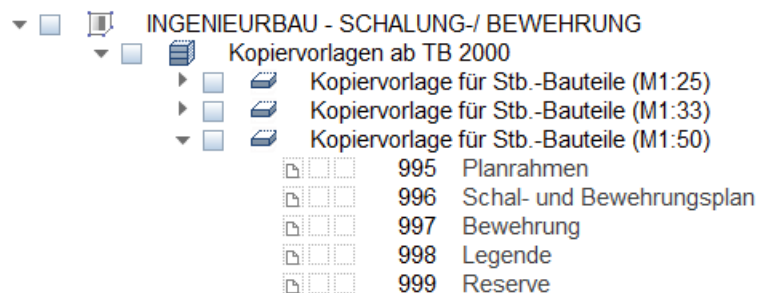 INGENIEURBAU - SCHALUNG-/ BEWEHRUNG
Kopiervorlagen ab TB 2000
Kopiervorlage für Stb.-Bauteile (M1:25)
Kopiervorlage für Stb.-Bauteile (M1:33)
Kopiervorlage für Stb.-Bauteile (M1:50)
995 Planrahmen
996 Schal- und Bewehrungsplan
997 Bewehrung
998 Legende
999 Reserve